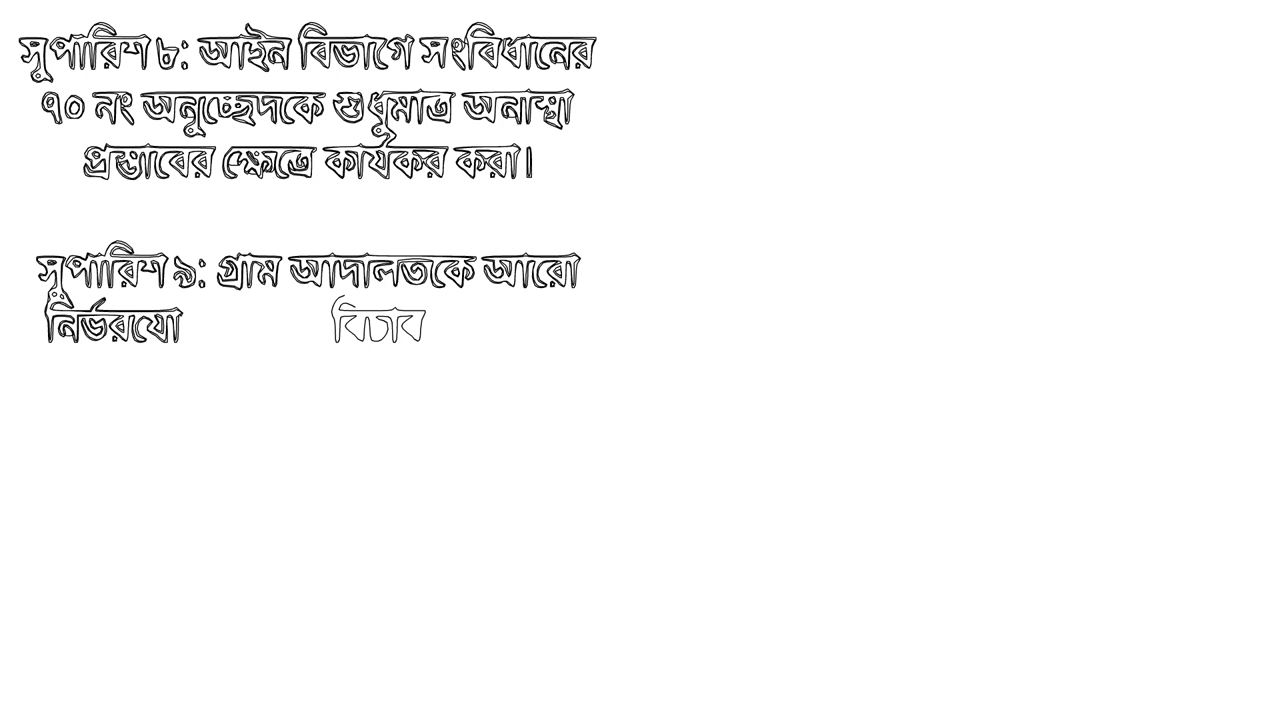 সুপারিশ ৮: আইন বিভাগে সংবিধানের
৭০ নং অনুচ্ছেদকে শুধুমাত্র অনাস্থা
প্রস্তাবের ক্ষেত্রে কার্যকর করা।
সুপারিশ ৯: গ্রাম আদালতকে আরো
নির্ভরযো